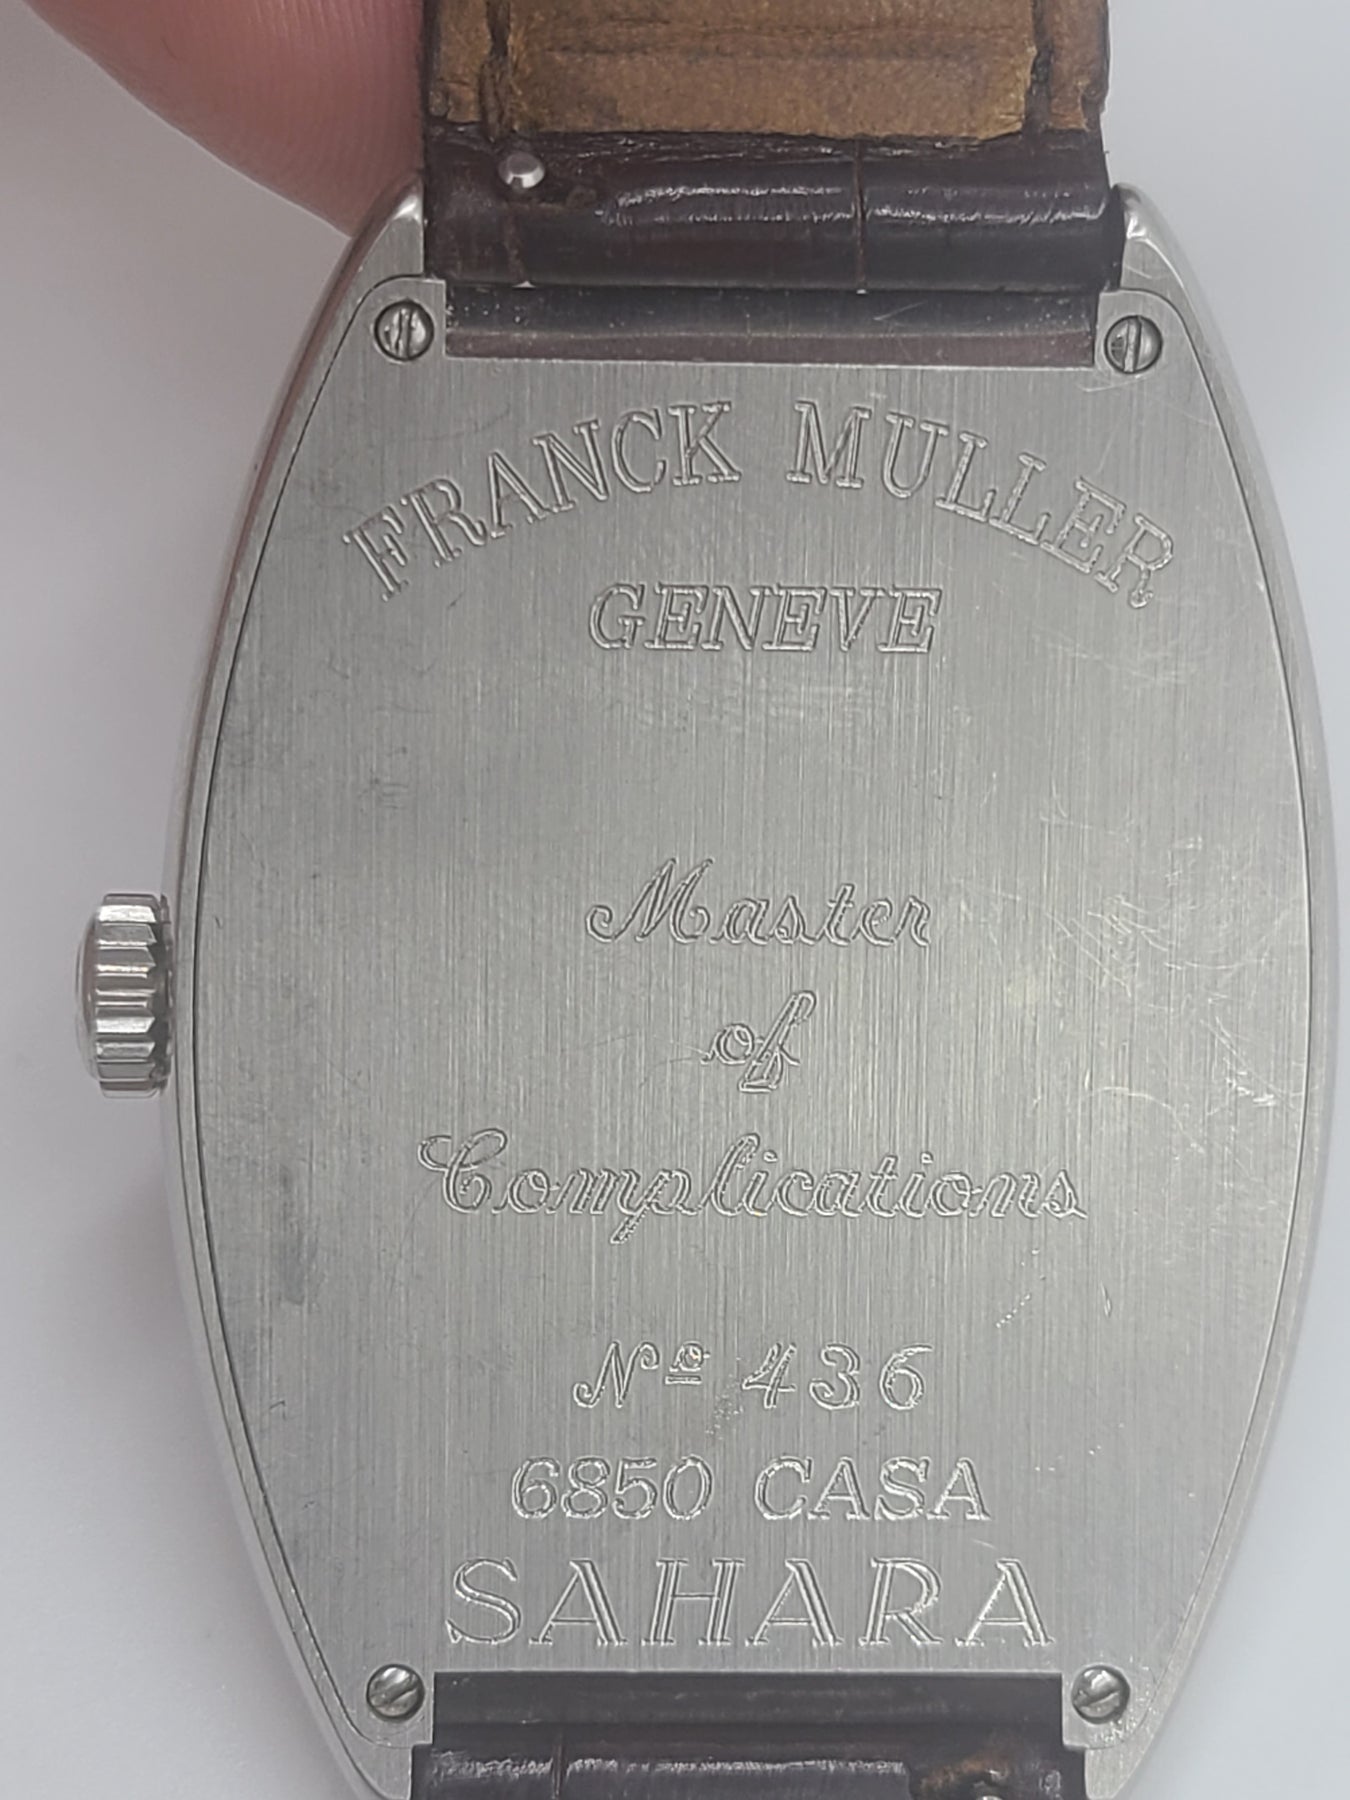 FRANCK MULLER
GENEVE
Master
of
Complications
Nº 436
6850 CASA
SAHARA